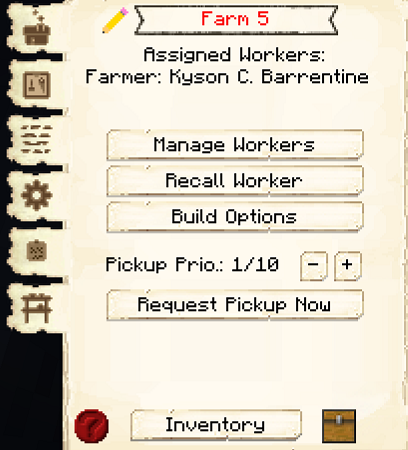 Farm 5
Assigned Workers:
Farmer: Kyson C. Barrentine
Manage Workers
Recall Worker
Build Options
Pickup Prio.: 1/10 - +
Request Pickup Now
? Inventory